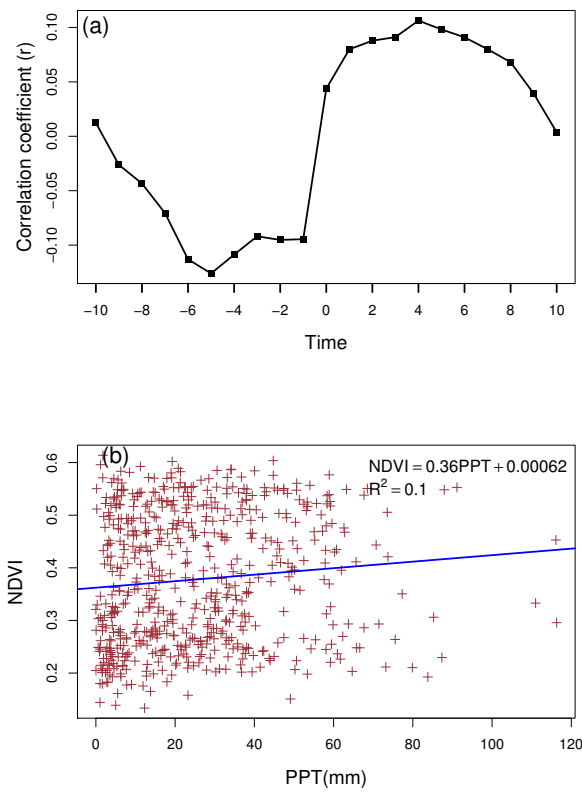 (a)
Correlation coefficient (r)
0.10
0.05
0.00
−0.05
−0.10
−10 −8 −6 −4 −2 0 2 4 6 8 10
Time
(b)
NDVI = 0.36PPT + 0.00062
R² = 0.1
NDVI
0.6
0.5
0.4
0.3
0.2
0 20 40 60 80 100 120
PPT(mm)